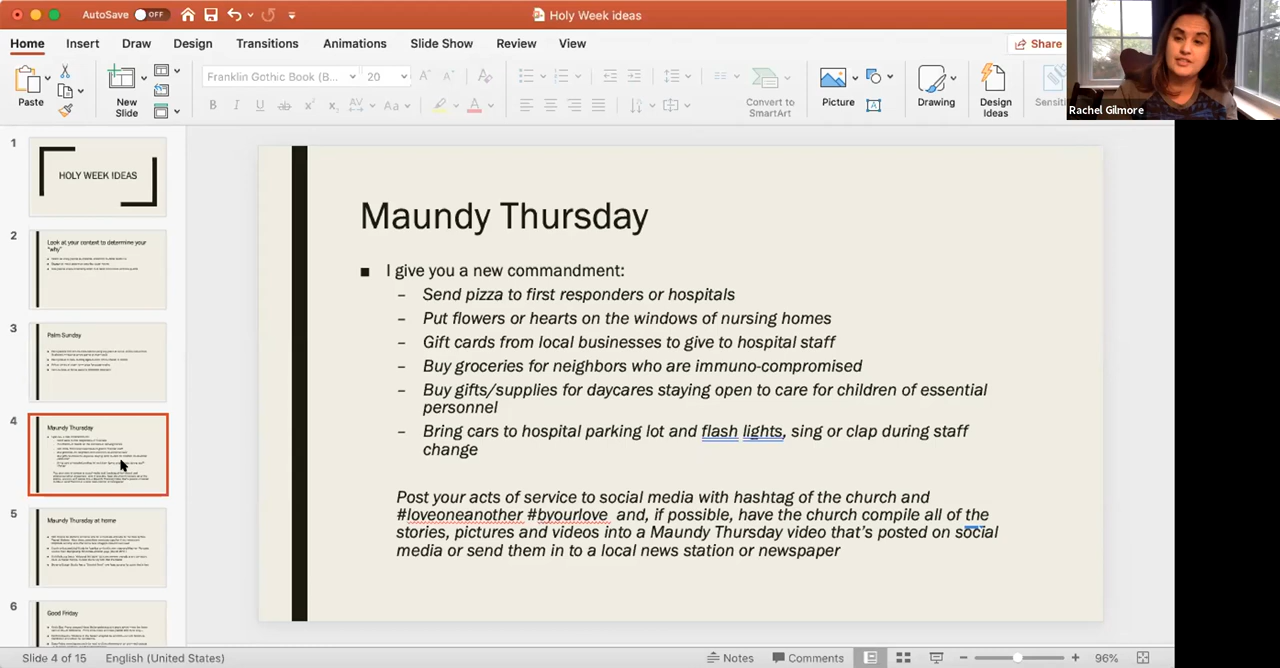 AutoSave OFF
Holy Week ideas
Home Insert Draw Design Transitions Animations Slide Show Review View Share
Rachel Gilmore
Paste
New Slide
Franklin Gothic Book (B... 20
Convert to SmartArt
Picture
Drawing
Design Ideas
1
HOLY WEEK IDEAS
2
Look at your context to determine your "why"
3
Palm Sunday
4
Maundy Thursday
5
Maundy Thursday at home
6
Good Friday
Maundy Thursday
I give you a new commandment:
– Send pizza to first responders or hospitals
– Put flowers or hearts on the windows of nursing homes
– Gift cards from local businesses to give to hospital staff
– Buy groceries for neighbors who are immuno-compromised
– Buy gifts/supplies for daycares staying open to care for children of essential
personnel
– Bring cars to hospital parking lot and flash lights, sing or clap during staff
change
Post your acts of service to social media with hashtag of the church and
#loveoneanother #byourlove and, if possible, have the church compile all of the
stories, pictures and videos into a Maundy Thursday video that's posted on social
media or send them in to a local news station or newspaper
Slide 4 of 15 English (United States) Notes Comments 96%